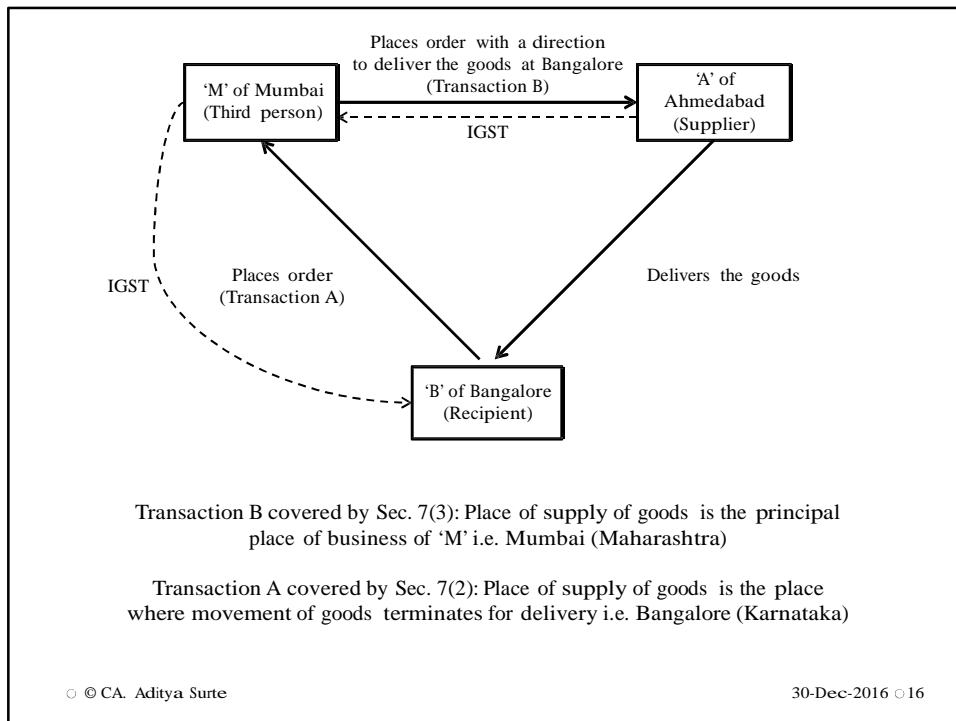 Places order with a direction
to deliver the goods at Bangalore
(Transaction B)
‘M’ of Mumbai
(Third person)
‘A’ of
Ahmedabad
(Supplier)
IGST
IGST
Places order
(Transaction A)
Delivers the goods
‘B’ of Bangalore
(Recipient)
Transaction B covered by Sec. 7(3): Place of supply of goods is the principal
place of business of ‘M’ i.e. Mumbai (Maharashtra)
Transaction A covered by Sec. 7(2): Place of supply of goods is the place
where movement of goods terminates for delivery i.e. Bangalore (Karnataka)
© CA. Aditya Surte
30-Dec-2016 16